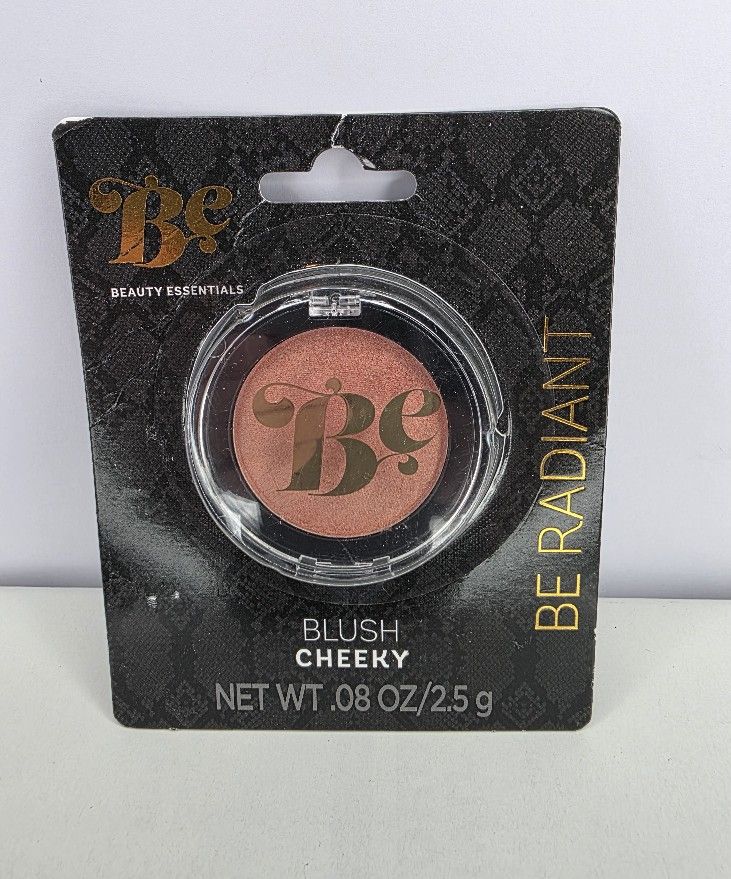 Be
BEAUTY ESSENTIALS
Be
BE RADIANT
BLUSH
CHEEKY
NET WT .08 OZ/2.5 g